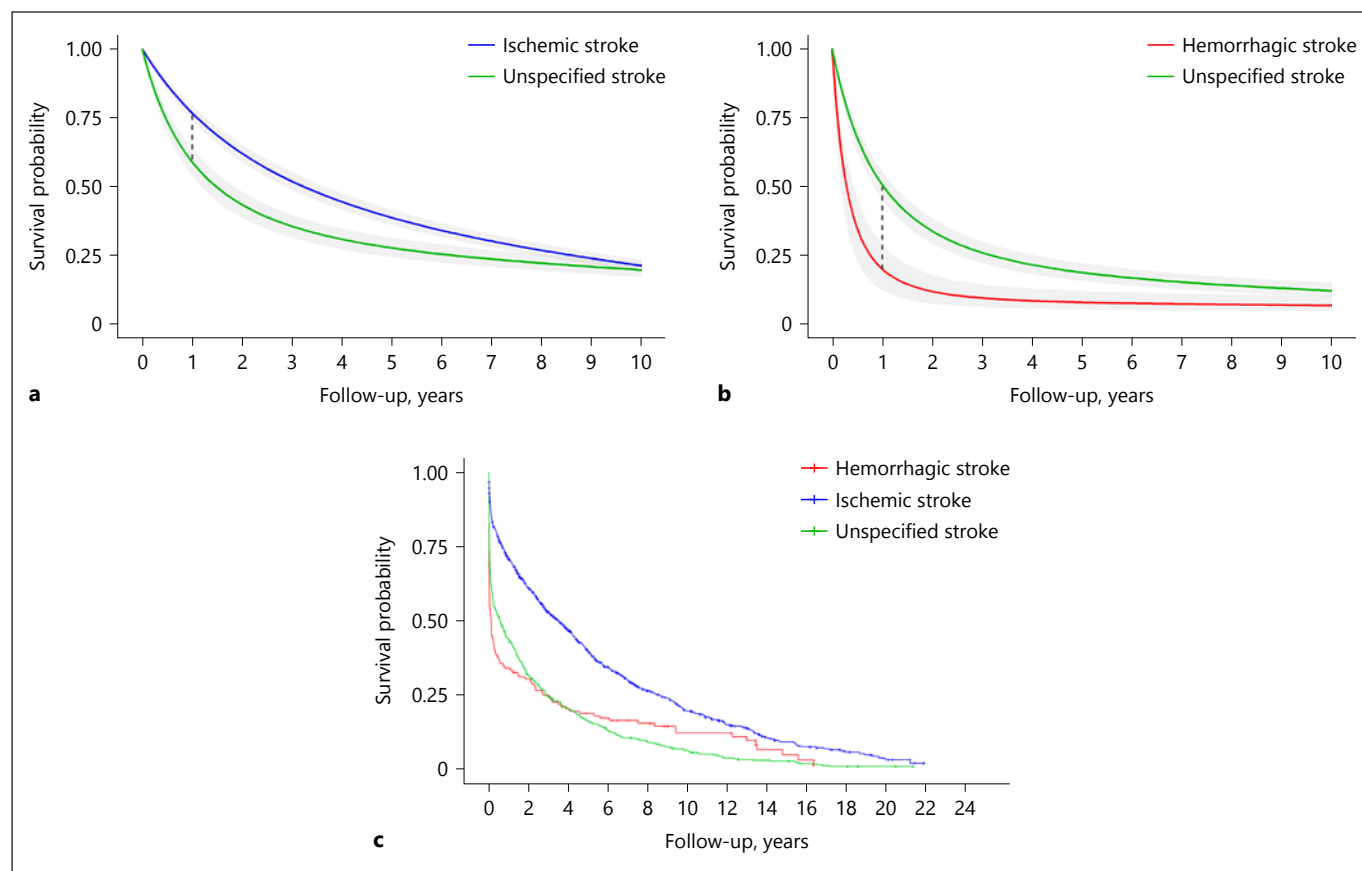 1.00
0.75
0.50
0.25
0
Survival probability
Ischemic stroke
Unspecified stroke
0 1 2 3 4 5 6 7 8 9 10
Follow-up, years
a
1.00
0.75
0.50
0.25
0
Survival probability
Hemorrhagic stroke
Unspecified stroke
0 1 2 3 4 5 6 7 8 9 10
Follow-up, years
b
1.00
0.75
0.50
0.25
0
Survival probability
Hemorrhagic stroke
Ischemic stroke
Unspecified stroke
0 2 4 6 8 10 12 14 16 18 20 22 24
Follow-up, years
c